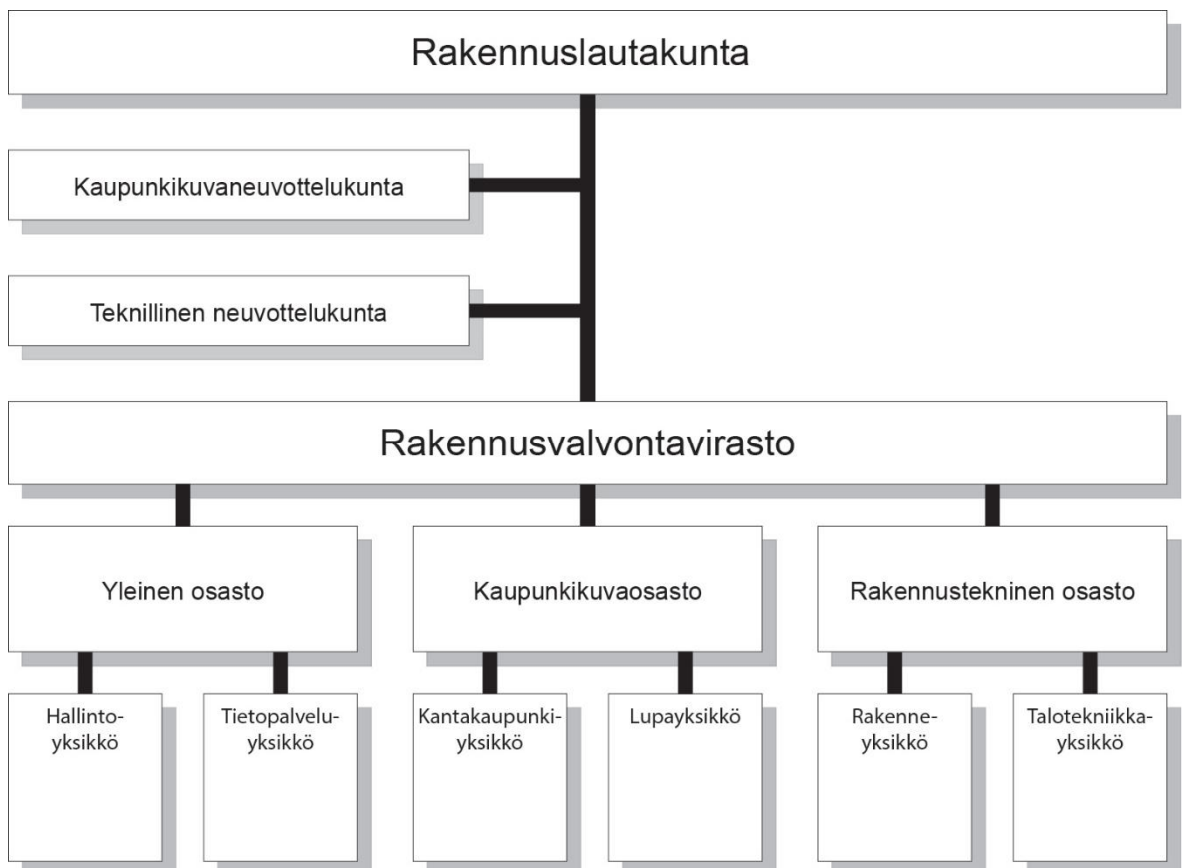 Rakennuslautakunta
Kaupunkikuvaneuvottelukunta
Teknillinen neuvottelukunta
Rakennusvalvontavirasto
Yleinen osasto
Kaupunkikuvaosasto
Rakennustekninen osasto
Hallinto-
yksikkö
Tietopalvelu-
yksikkö
Kantakaupunki-
yksikkö
Lupayksikkö
Rakenne-
yksikkö
Talotekniikka-
yksikkö